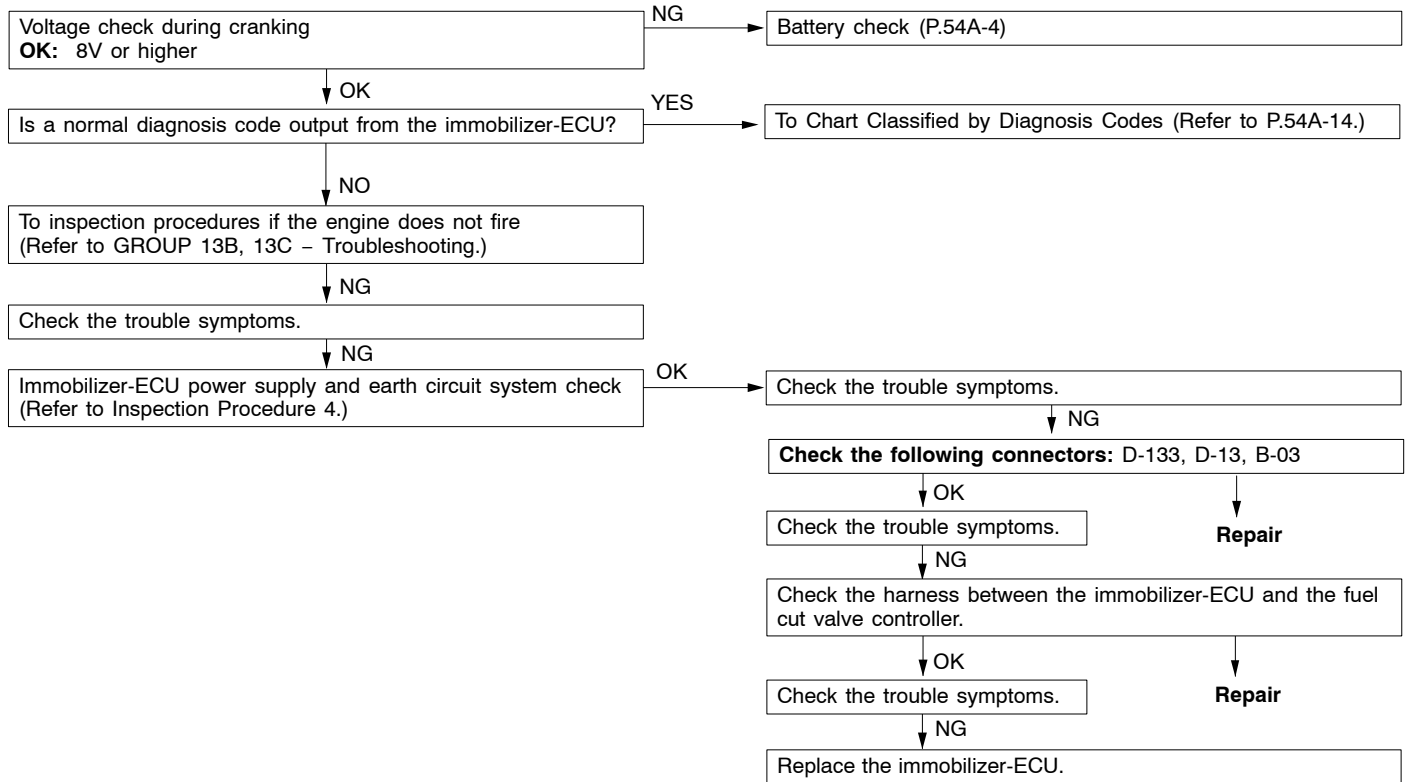 Voltage check during cranking
OK: 8V or higher
NG
Battery check (P.54A-4)
OK
Is a normal diagnosis code output from the immobilizer-ECU?
YES
To Chart Classified by Diagnosis Codes (Refer to P.54A-14.)
NO
To inspection procedures if the engine does not fire
(Refer to GROUP 13B, 13C – Troubleshooting.)
NG
Check the trouble symptoms.
NG
Immobilizer-ECU power supply and earth circuit system check
(Refer to Inspection Procedure 4.)
OK
Check the trouble symptoms.
NG
Check the following connectors: D-133, D-13, B-03
OK
Check the trouble symptoms.
Repair
NG
Check the harness between the immobilizer-ECU and the fuel
cut valve controller.
OK
Check the trouble symptoms.
Repair
NG
Replace the immobilizer-ECU.